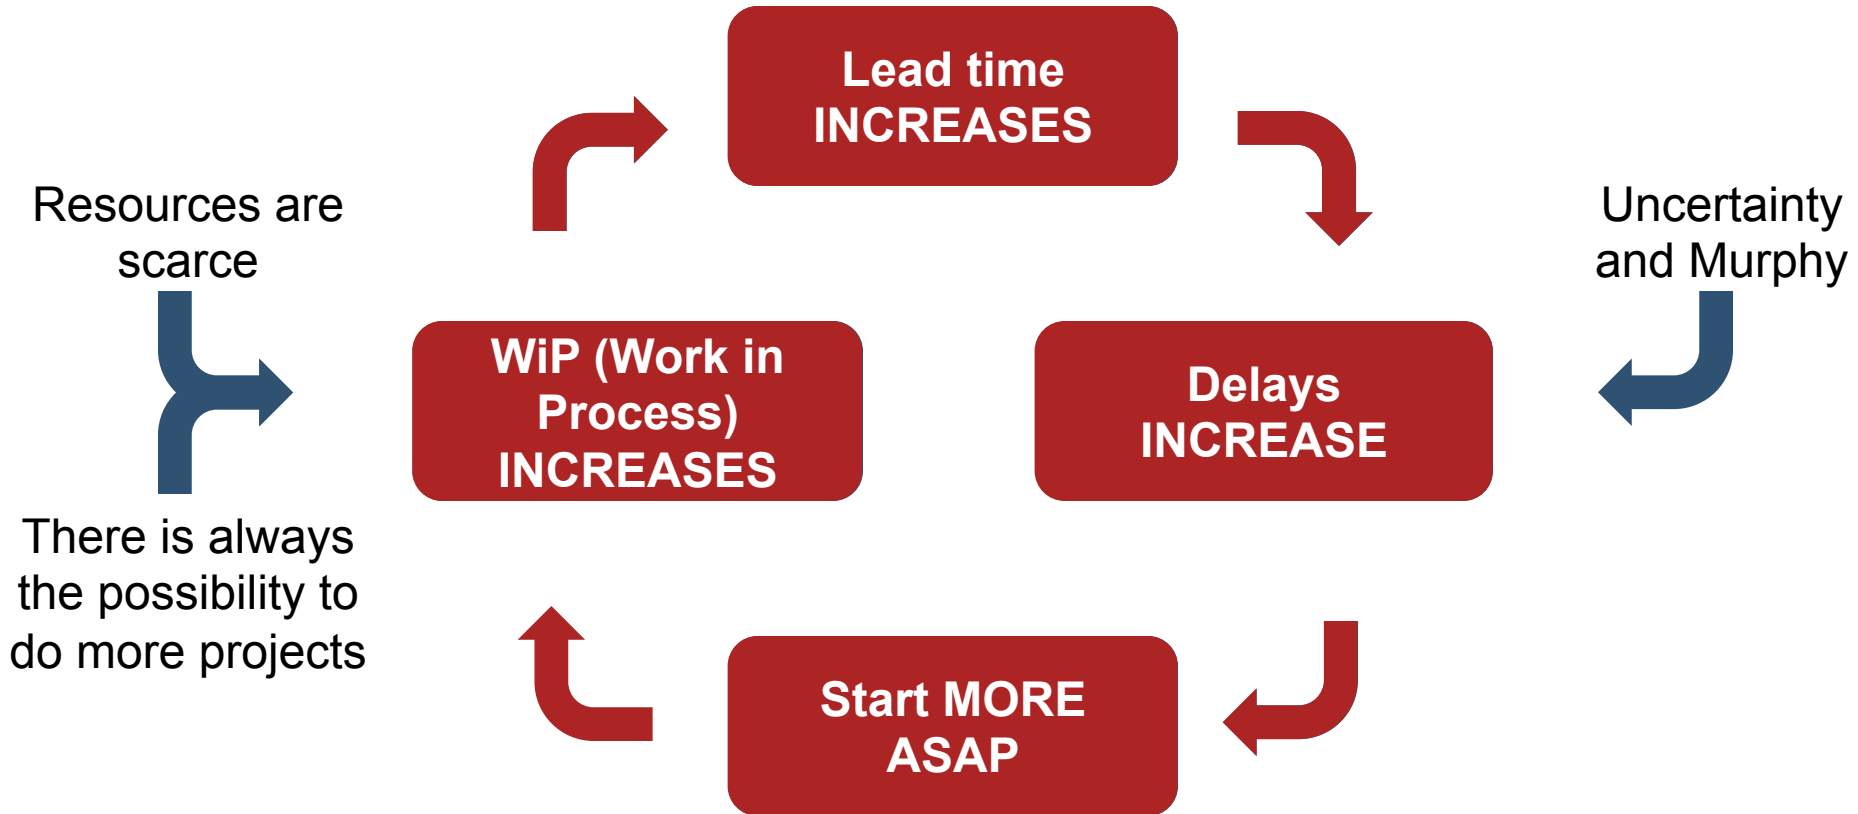 Lead time
INCREASES
Resources are
scarce
Uncertainty
and Murphy
WiP (Work in
Process)
INCREASES
Delays
INCREASE
There is always
the possibility to
do more projects
Start MORE
ASAP